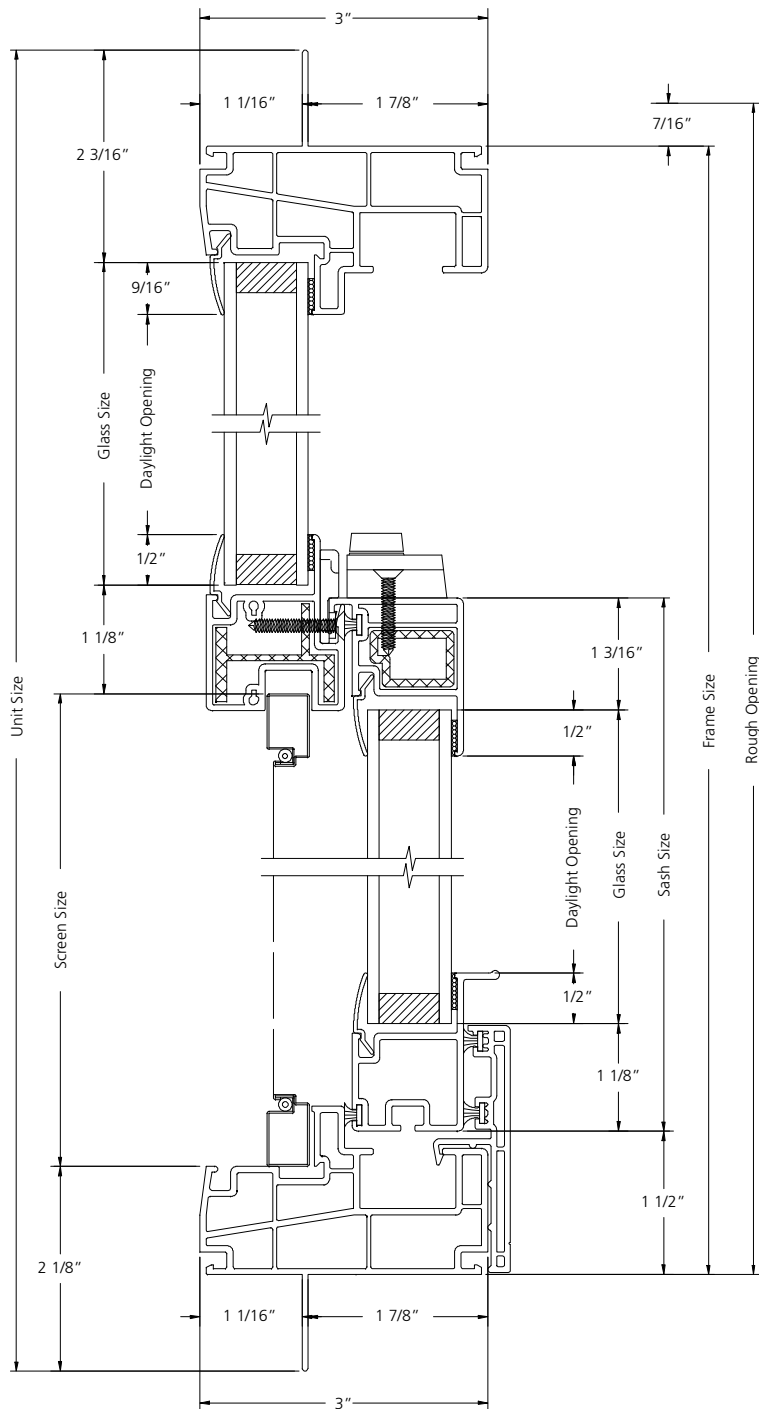 3"
1 1/16"
1 7/8"
7/16"
2 3/16"
9/16"
Glass Size
Daylight Opening
1/2"
1 1/8"
1 3/16"
Unit Size
Frame Size
Rough Opening
1/2"
Daylight Opening
Glass Size
Sash Size
Screen Size
1/2"
1 1/8"
1 1/2"
2 1/8"
1 1/16"
1 7/8"
3"